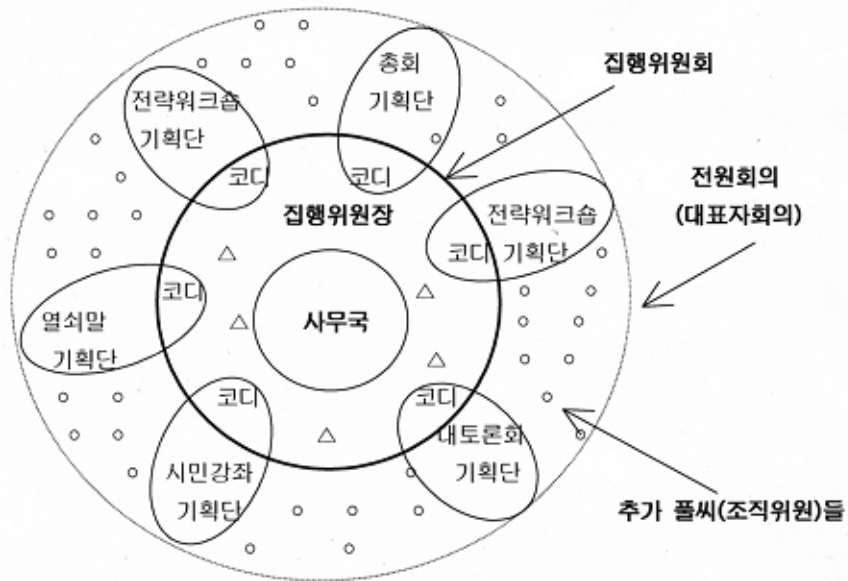 총회
기획단
집행위원회
전략워크숍
기획단
코디
코디
전원회의
(대표자회의)
집행위원장
전략워크숍
코디 기획단
코디
열쇠말
기획단
사무국
코디
코디
대토론회
기획단
시민강좌
기획단
추가 풀씨(조직위원)들